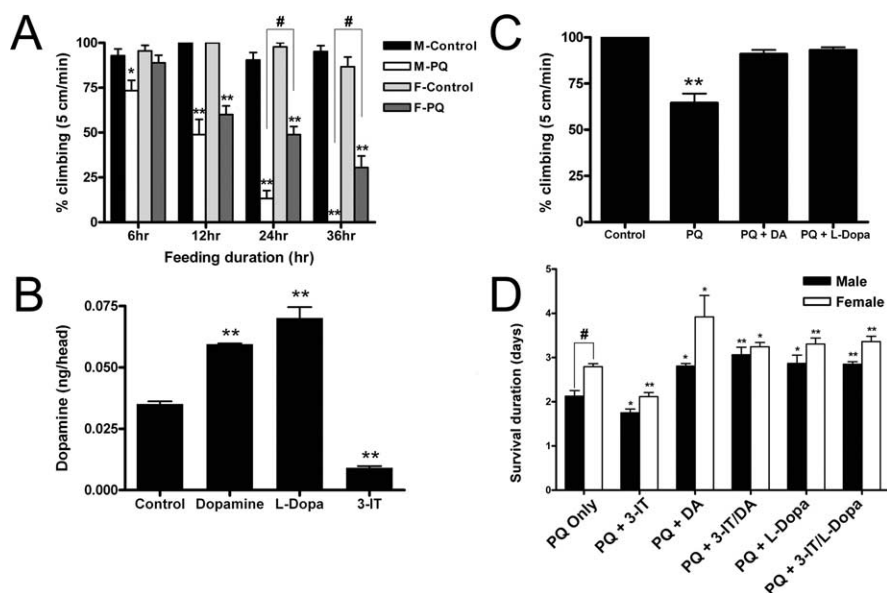 A
% climbing (5 cm/min)
100
75
50
25
0
*
**
**
**
**
**
**
#
#
6hr
12hr
24hr
36hr
Feeding duration (hr)
M-Control
M-PQ
F-Control
F-PQ
B
Dopamine (ng/head)
0.075
0.050
0.025
0.000
**
**
**
Control
Dopamine
L-Dopa
3-IT
C
% climbing (5 cm/min)
100
75
50
25
0
**
Control
PQ
PQ + DA
PQ + L-Dopa
D
Survival duration (days)
5
4
3
2
1
0
#
*
**
*
*
**
*
*
**
**
**
Male
Female
PQ Only
PQ + 3-IT
PQ + DA
PQ + 3-IT/DA
PQ + L-Dopa
PQ + 3-IT/L-Dopa